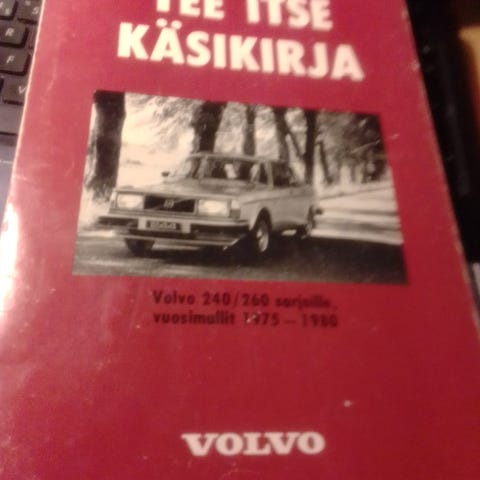 TEE ITSE
KÄSIKIRJA
Volvo 240/260 sarjoille,
vuosimallit 1975–1980
VOLVO